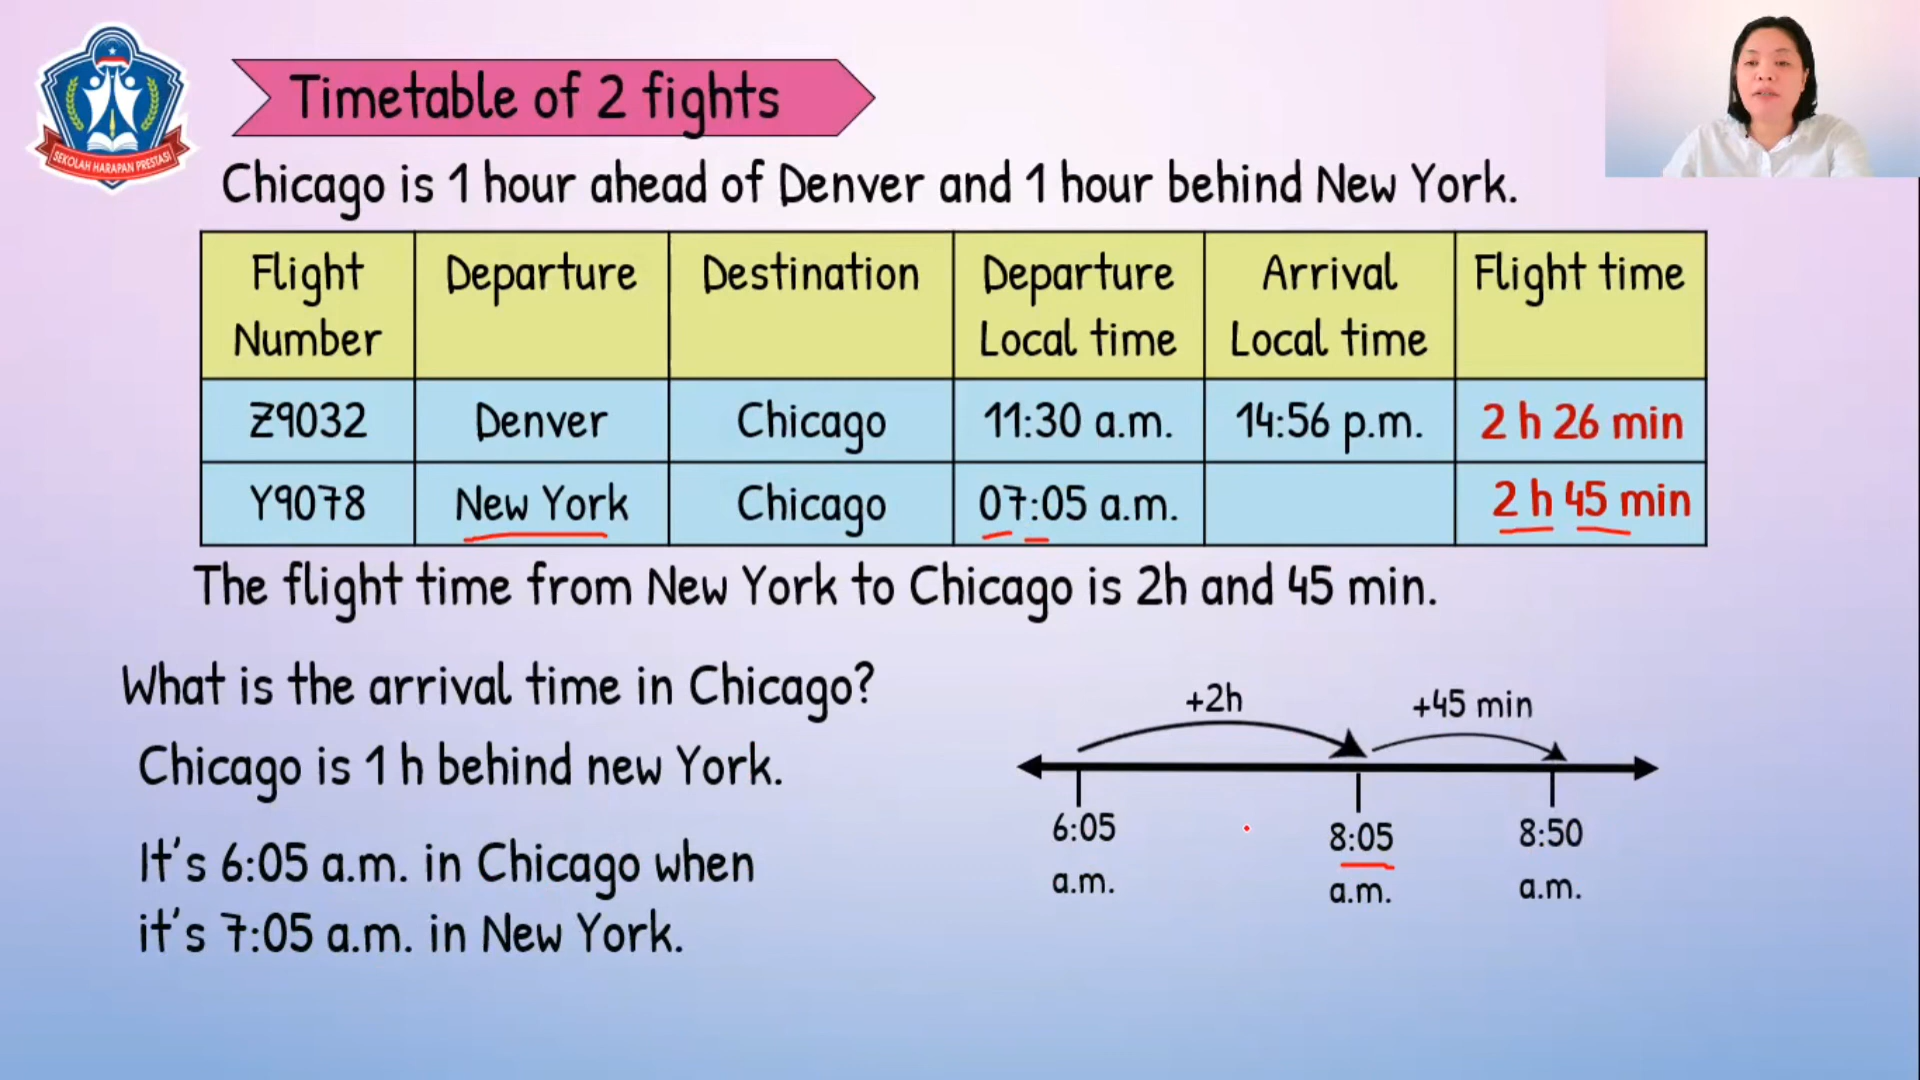 SEKOLAH HARAPAN PRESTASI
Timetable of 2 fights
Chicago is 1 hour ahead of Denver and 1 hour behind New York.
Flight Number Departure Destination Departure Local time Arrival Local time Flight time
Z9032 Denver Chicago 11:30 a.m. 14:56 p.m. 2 h 26 min
Y9078 New York Chicago 07:05 a.m. 2 h 45 min
The flight time from New York to Chicago is 2h and 45 min.
What is the arrival time in Chicago?
Chicago is 1 h behind new York.
It's 6:05 a.m. in Chicago when
it's 7:05 a.m. in New York.
+2h +45 min
6:05 8:05 8:50
a.m. a.m. a.m.